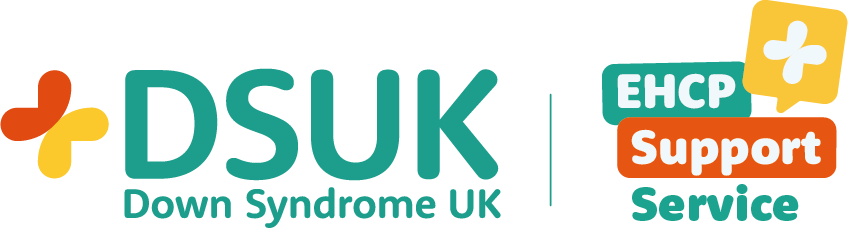 DSUK
Down Syndrome UK
EHCP
Support
Service